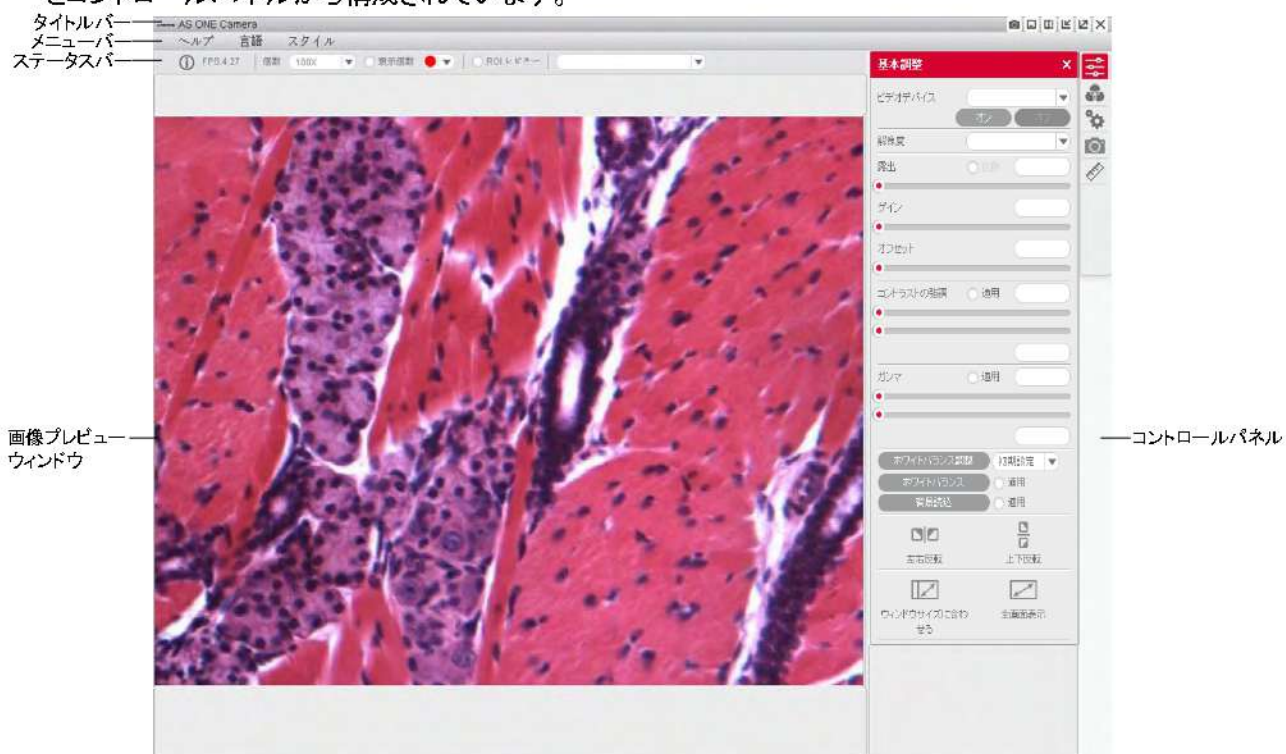 とコントロールパネルから構成されています。
タイトルバー
AS ONE Camera
メニューバー
ヘルプ 言語 スタイル
ステータスバー
FPS:4.27 倍数 1.00X 表示倍数 ROIレビュー
基本調整
ビデオデバイス
オン オフ
解像度
露出
ゲイン
オフセット
コントラストの強調 適用
ガンマ 適用
画像プレビュー
ウィンドウ
コントロールパネル
ホワイトバランス調整 初期設定
ホワイトバランス 適用
背景読込 適用
左右反転 上下反転
ウィンドウサイズに合わ 全画面表示
せる